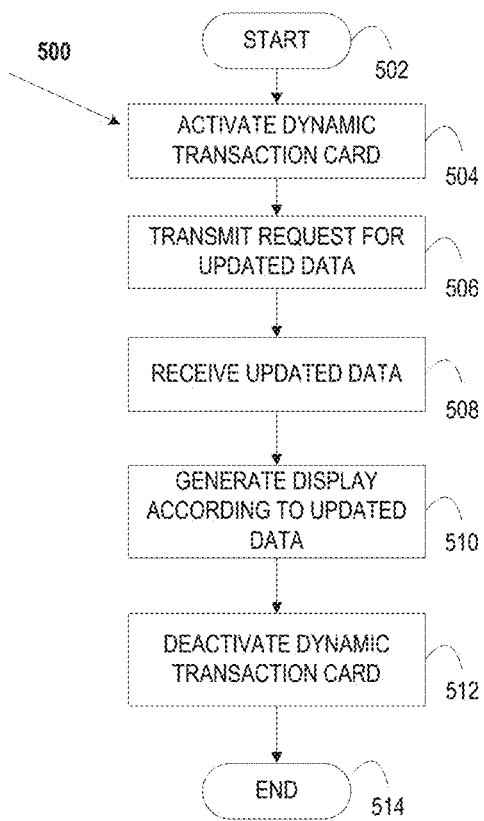 500
START
502
ACTIVATE DYNAMIC
TRANSACTION CARD
504
TRANSMIT REQUEST FOR
UPDATED DATA
506
RECEIVE UPDATED DATA
508
GENERATE DISPLAY
ACCORDING TO UPDATED
DATA
510
DEACTIVATE DYNAMIC
TRANSACTION CARD
512
END
514